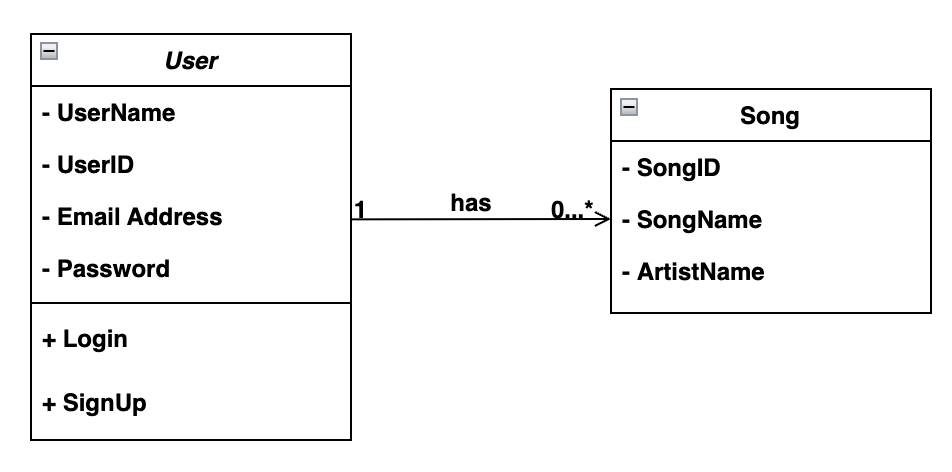 User
- UserName
- UserID
- Email Address
- Password
+ Login
+ SignUp
1
has
0...*
Song
- SongID
- SongName
- ArtistName